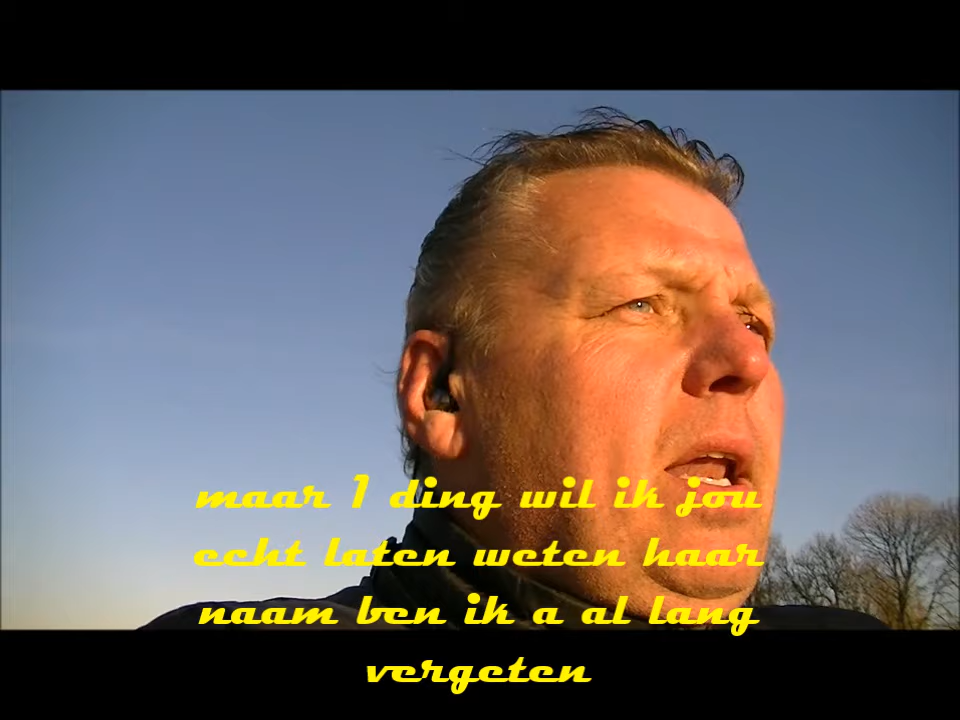 maar 1 ding wil ik jou
echt laten weten haar
naam ben ik a al lang
vergeten